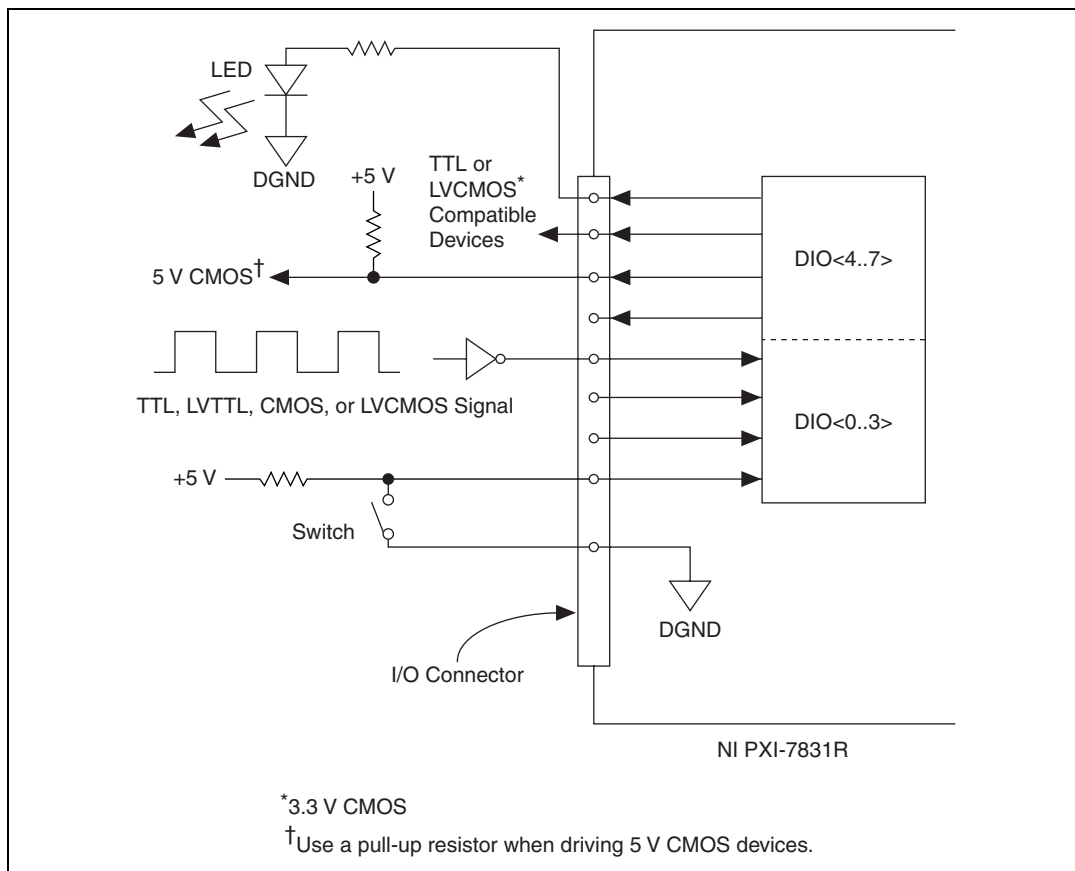 LED
DGND
+5 V
TTL or
LVCMOS*
Compatible
Devices
DIO<4..7>
5 V CMOS†
TTL, LVTTL, CMOS, or LVCMOS Signal
DIO<0..3>
+5 V
Switch
DGND
I/O Connector
NI PXI-7831R
*3.3 V CMOS
†Use a pull-up resistor when driving 5 V CMOS devices.